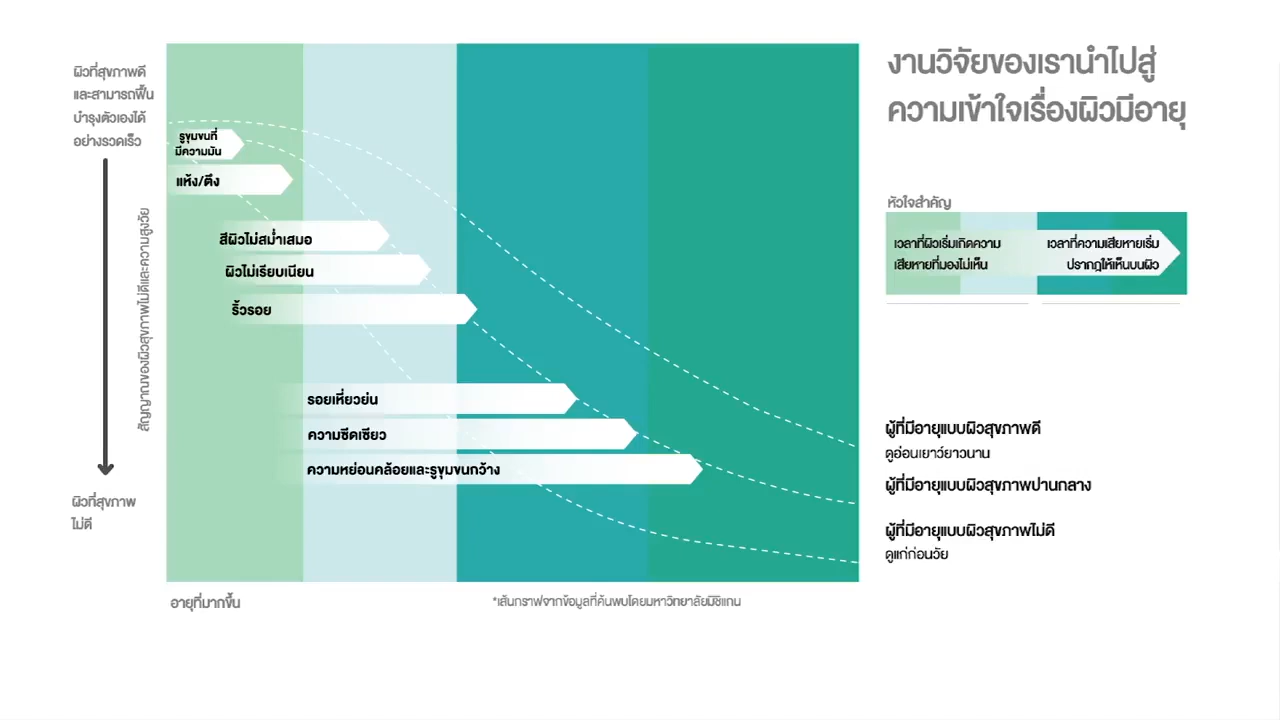 งานวิจัยของเรานำไปสู่
ความเข้าใจเรื่องผิวมีอายุ
ผิวที่สุขภาพดี
และสามารถฟื้น
บำรุงตัวเองได้
อย่างรวดเร็ว
สัญญาณของผิวสุขภาพไม่ดีและความสูงวัย
ผิวที่สุขภาพ
ไม่ดี
รูขุมขนที่
มีความมัน
แห้ง/ตึง
สีผิวไม่สม่ำเสมอ
ผิวไม่เรียบเนียน
ริ้วรอย
รอยเหี่ยวย่น
ความซีดเซียว
ความหย่อนคล้อยและรูขุมขนกว้าง
อายุที่มากขึ้น
*เส้นกราฟจากข้อมูลที่ค้นพบโดยมหาวิทยาลัยมิชิแกน
หัวใจสำคัญ
เวลาที่ผิวเริ่มเกิดความ
เสียหายที่มองไม่เห็น
เวลาที่ความเสียหายเริ่ม
ปรากฏให้เห็นบนผิว
ผู้ที่มีอายุแบบผิวสุขภาพดี
ดูอ่อนเยาว์ยาวนาน
ผู้ที่มีอายุแบบผิวสุขภาพปานกลาง
ผู้ที่มีอายุแบบผิวสุขภาพไม่ดี
ดูแก่ก่อนวัย